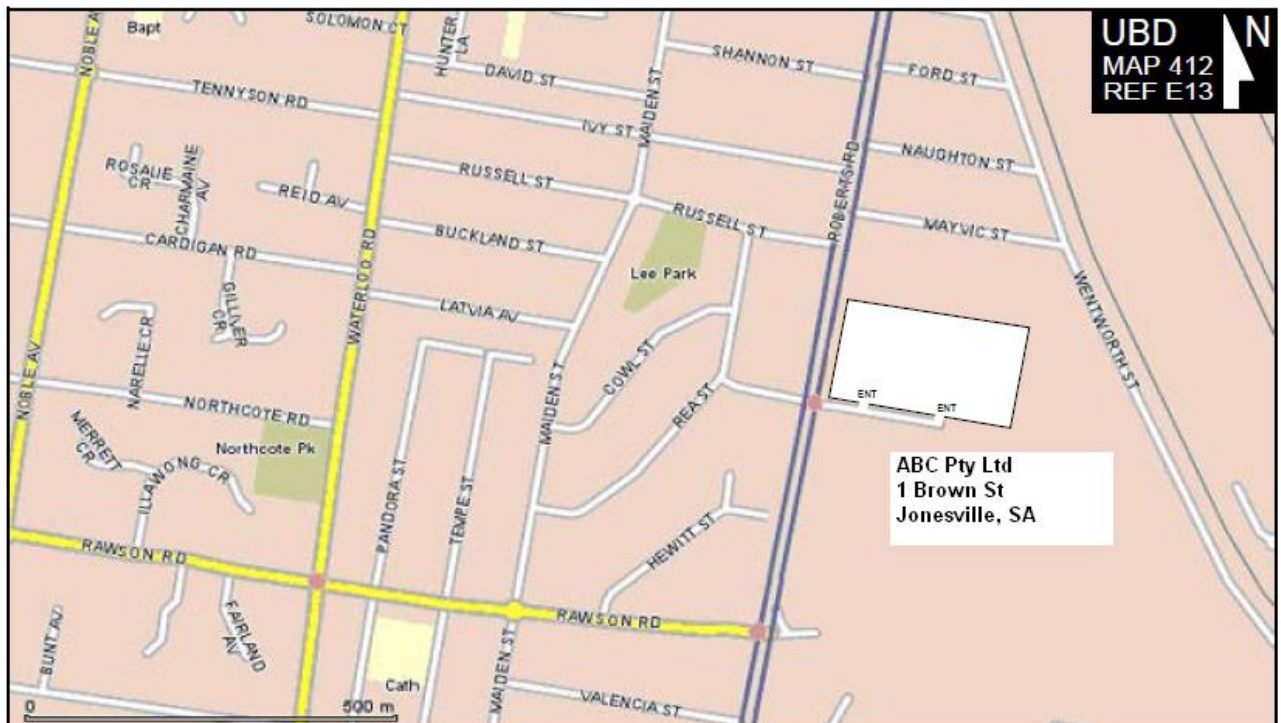 SOLOMON CT
Bapt
NOBLE A
HUNTER
LA
UBD
MAP 412
REF E13
N
SHANNON ST
FORD ST
DAVID ST
MAIDEN ST
TENNYSON RD
IVY ST
NAUGHTON ST
ROSALIE
CR
CHARMAINE
AV
REID AV
RUSSELL ST
RUSSELL ST
ROBERTS RD
MAYVIC ST
CARDIGAN RD
BUCKLAND ST
Lee Park
WATERLOO RD
GILLIVER
CR
LATVIA AV
WENTWORTH ST
NARELLE CR
NOBLE AV
COWL ST
MAIDEN ST
REA ST
NORTHCOTE RD
ENT
ENT
MERRETT
CR
Northcote Pk
ILLAWONG CR
ABC Pty Ltd
1 Brown St
Jonesville, SA
PANDORA ST
TEMPE ST
HEWITT ST
RAWSON RD
RAWSON RD
BUNT AV
FAIRLAND
AV
Cath
MAIDEN ST
VALENCIA ST
0
500 m